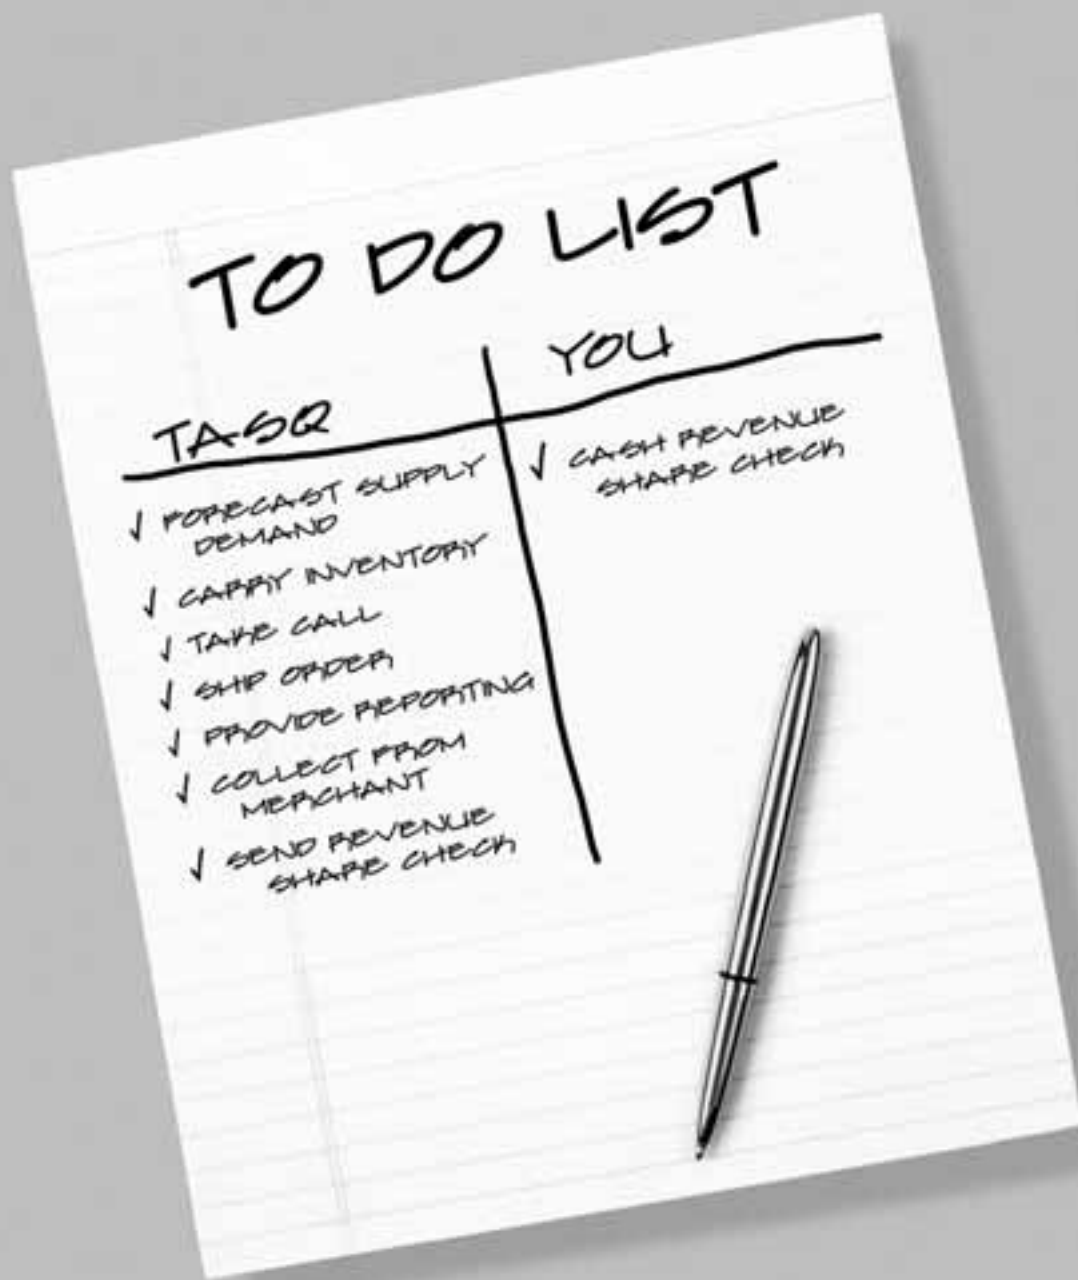 TO DO LIST
TASQ
YOU
√ FORECAST SUPPLY
DEMAND
√ CARRY INVENTORY
√ TAKE CALL
√ SHIP ORDER
√ PROVIDE REPORTING
√ COLLECT FROM
MERCHANT
√ SEND REVENUE
SHARE CHECK
√ CASH REVENUE
SHARE CHECK